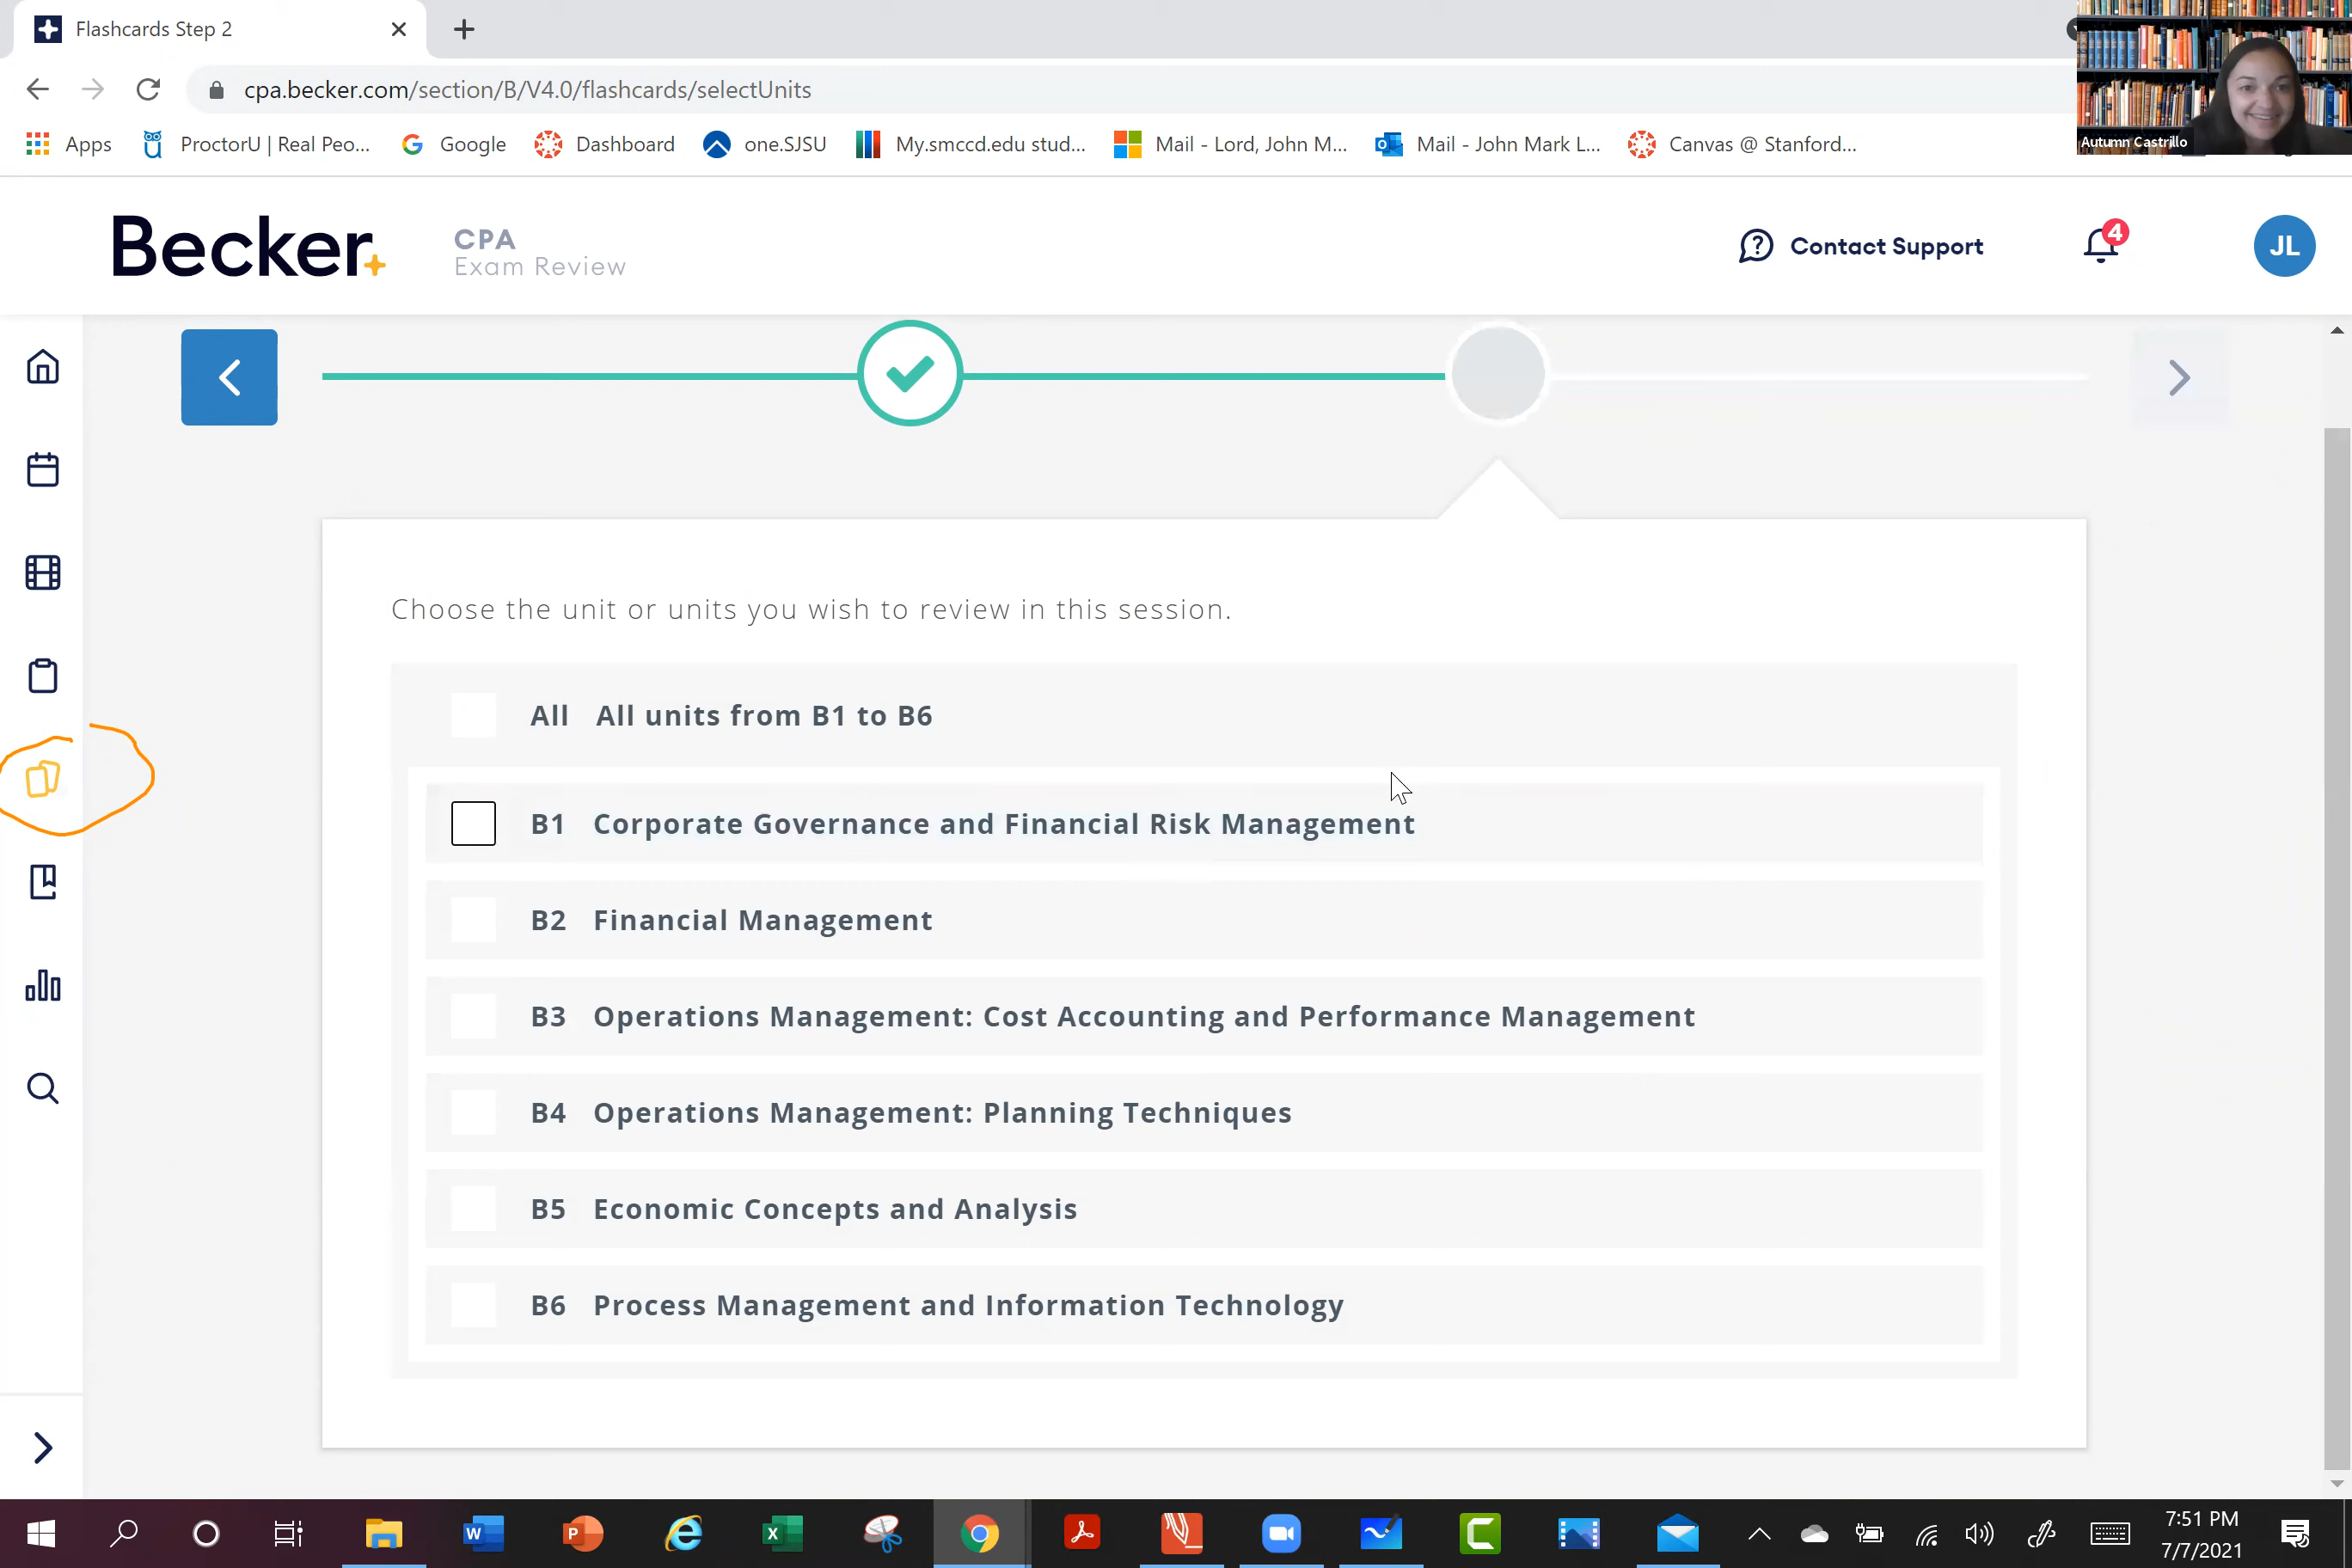 Flashcards Step 2
cpa.becker.com/section/B/V4.0/flashcards/selectUnits
Apps ProctorU | Real Peo... Google Dashboard one.SJSU My.smccd.edu stud... Mail - Lord, John M... Mail - John Mark L... Canvas @ Stanford...
Autumn Castrillo
Becker CPA
Exam Review
Contact Support
4
JL
Choose the unit or units you wish to review in this session.
All All units from B1 to B6
B1 Corporate Governance and Financial Risk Management
B2 Financial Management
B3 Operations Management: Cost Accounting and Performance Management
B4 Operations Management: Planning Techniques
B5 Economic Concepts and Analysis
B6 Process Management and Information Technology
7:51 PM
7/7/2021